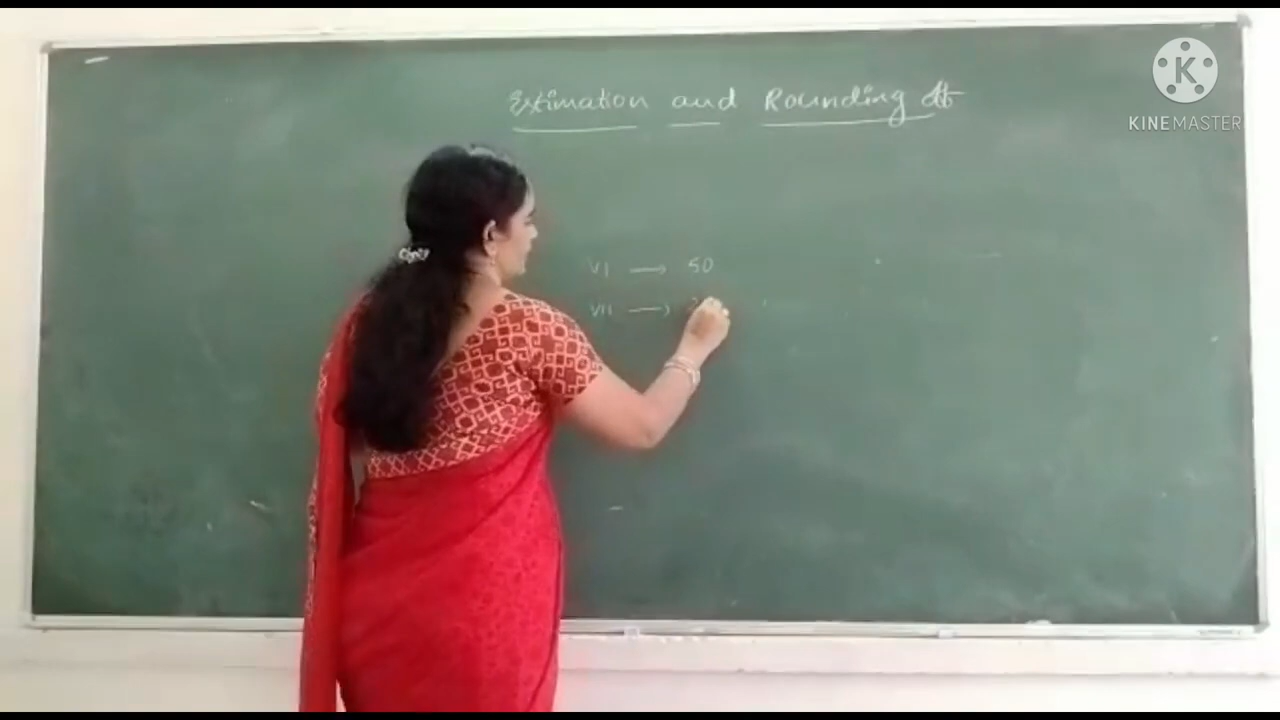 Estimation and Rounding off
VI → 50
VII →
K
KINEMASTER